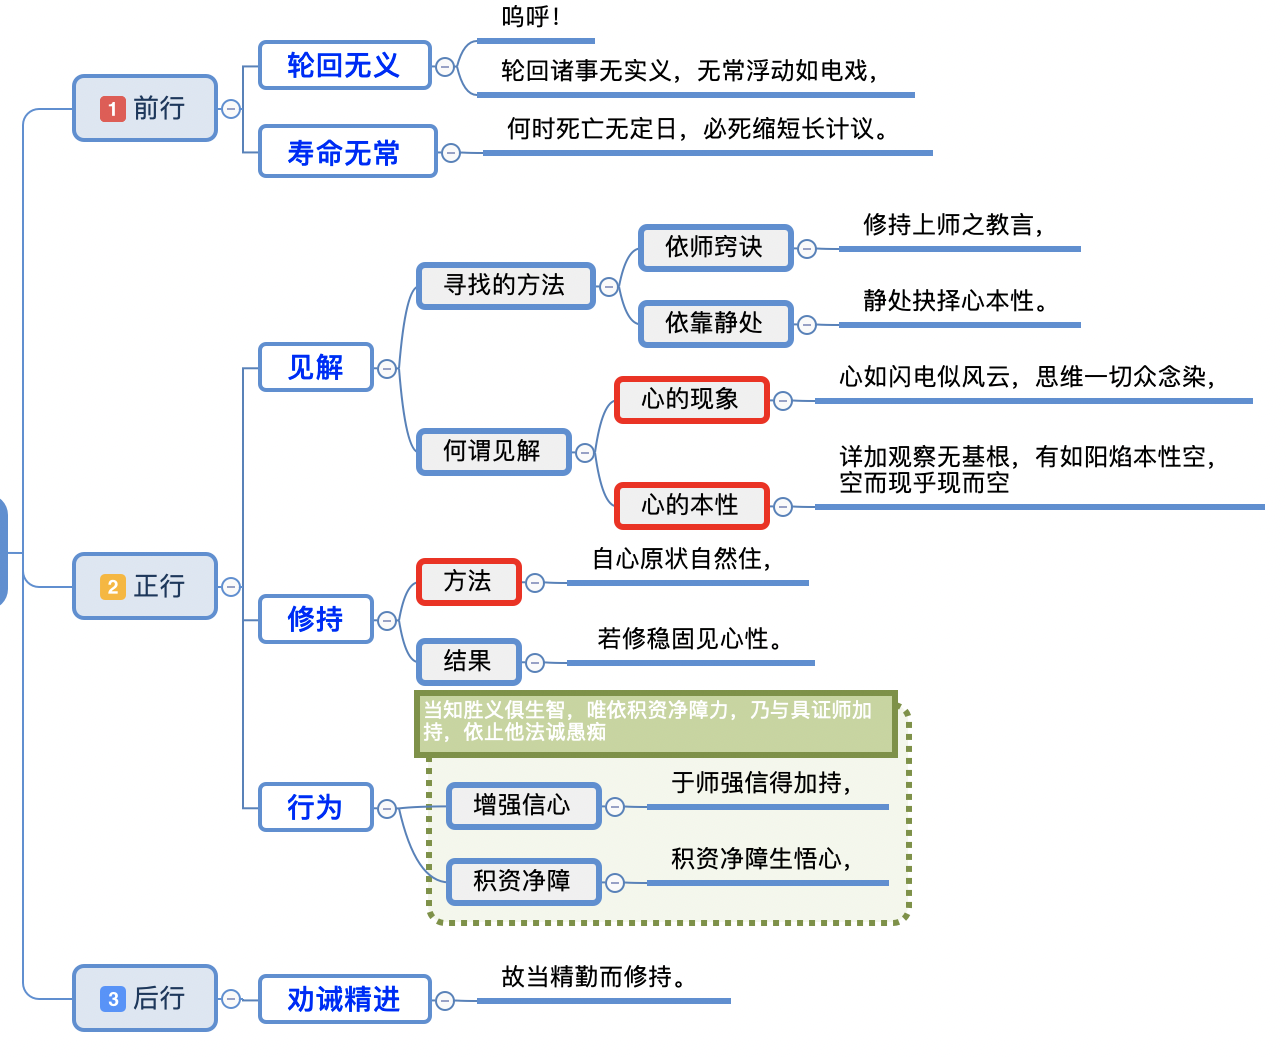 1 前行
轮回无义
呜呼！
轮回诸事无实义，无常浮动如电戏，
寿命无常
何时死亡无定日，必死缩短长计议。
2 正行
见解
寻找的方法
依师窍诀
修持上师之教言，
依靠静处
静处抉择心本性。
何谓见解
心的现象
心如闪电似风云，思维一切众念染，
心的本性
详加观察无基根，有如阳焰本性空，
空而现乎现而空
修持
方法
自心原状自然住，
结果
若修稳固见心性。
行为
当知胜义俱生智，唯依积资净障力，乃与具证师加
持，依止他法诚愚痴
增强信心
于师强信得加持，
积资净障
积资净障生悟心，
3 后行
劝诫精进
故当精勤而修持。